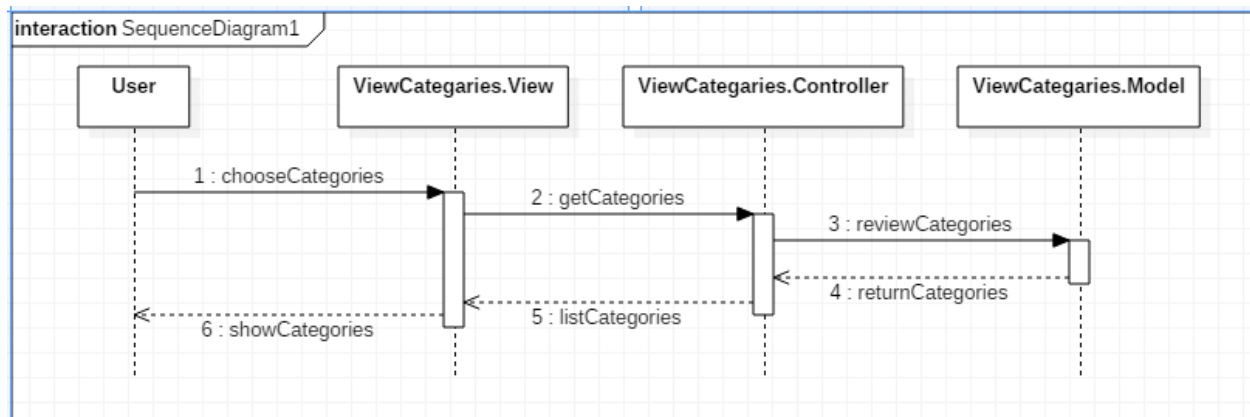 interaction SequenceDiagram1
User
ViewCategaries.View
ViewCategaries.Controller
ViewCategaries.Model
1 : chooseCategories
2 : getCategories
3 : reviewCategories
4 : returnCategories
5 : listCategories
6 : showCategories